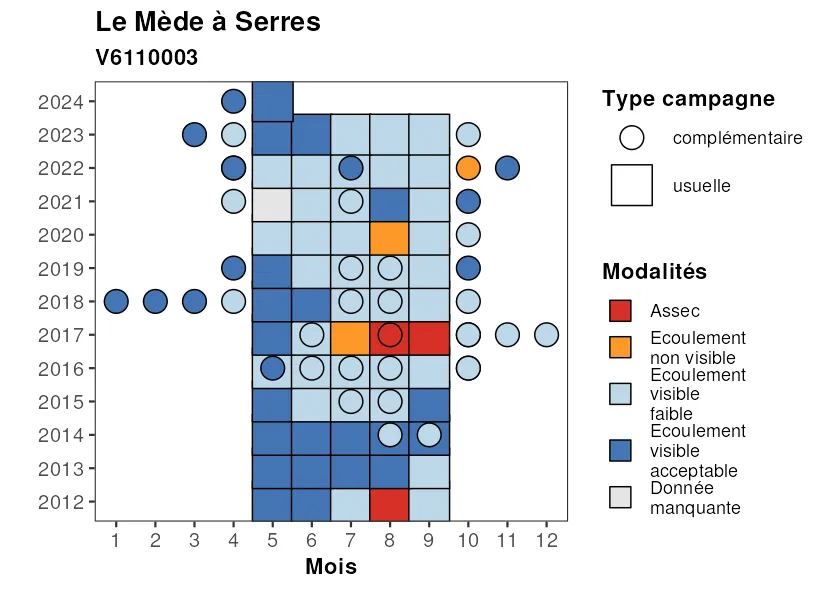 Le Mède à Serres
V6110003
2024
2023
2022
2021
2020
2019
2018
2017
2016
2015
2014
2013
2012
1 2 3 4 5 6 7 8 9 10 11 12
Mois
Type campagne
complémentaire
usuelle
Modalités
Assec
Ecoulement
non visible
Ecoulement
visible
faible
Ecoulement
visible
acceptable
Donnée
manquante